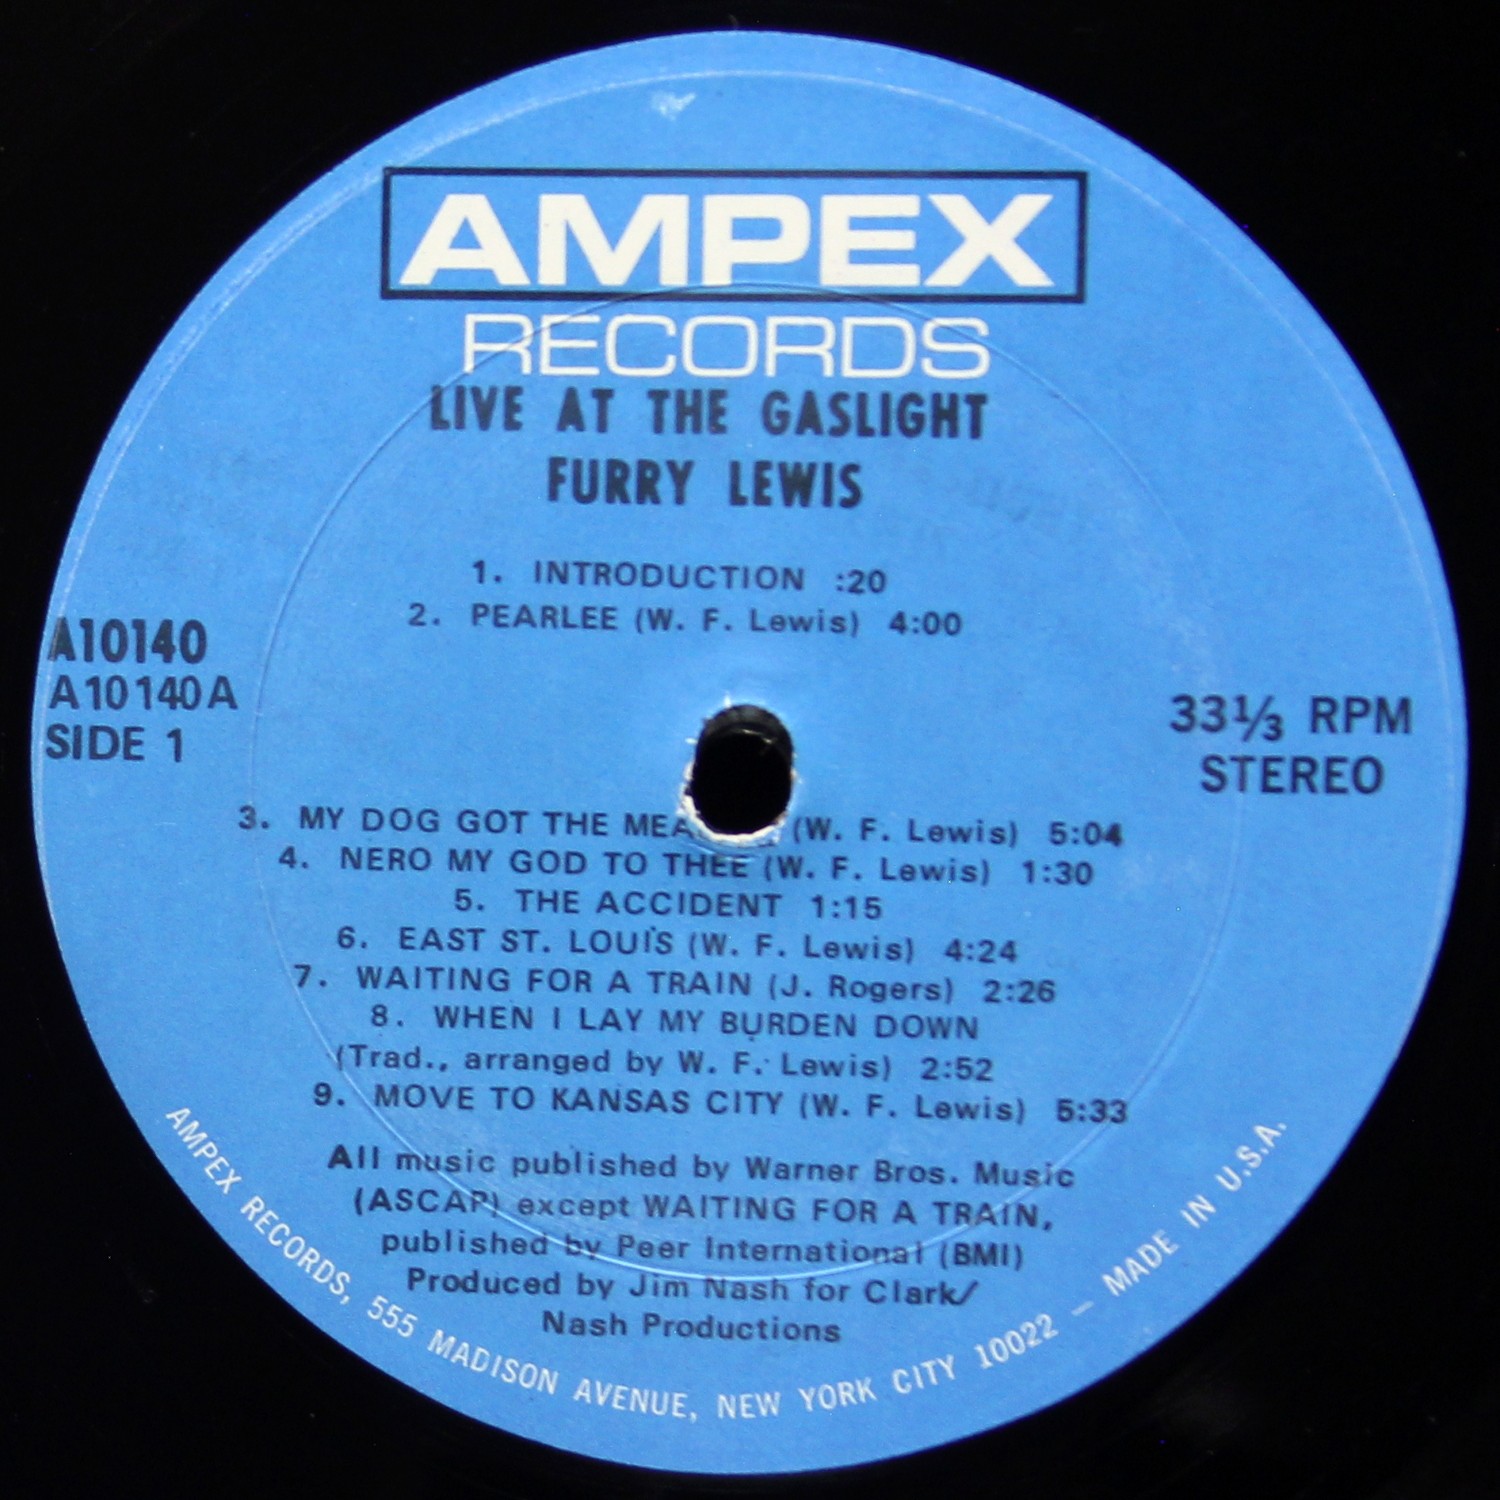 AMPEX
RECORDS
LIVE AT THE GASLIGHT
FURRY LEWIS
1. INTRODUCTION :20
2. PEARLEE (W. F. Lewis) 4:00
A10140
A10140A
SIDE 1
33⅓ RPM
STEREO
3. MY DOG GOT THE (W. F. Lewis) 5:04
4. NERO MY GOD TO THEE (W. F. Lewis) 1:30
5. THE ACCIDENT 1:15
6. EAST ST. LOUIS (W. F. Lewis) 4:24
7. WAITING FOR A TRAIN (J. Rogers) 2:26
8. WHEN I LAY MY BURDEN DOWN
(Trad., arranged by W. F. Lewis) 2:52
9. MOVE TO KANSAS CITY (W. F. Lewis) 5:33
All music published by Warner Bros. Music
(ASCAP) except WAITING FOR A TRAIN,
published by Peer International (BMI)
Produced by Jim Nash for Clark/
Nash Productions
AMPEX RECORDS, 555 MADISON AVENUE, NEW YORK CITY 10022 — MADE IN U.S.A.